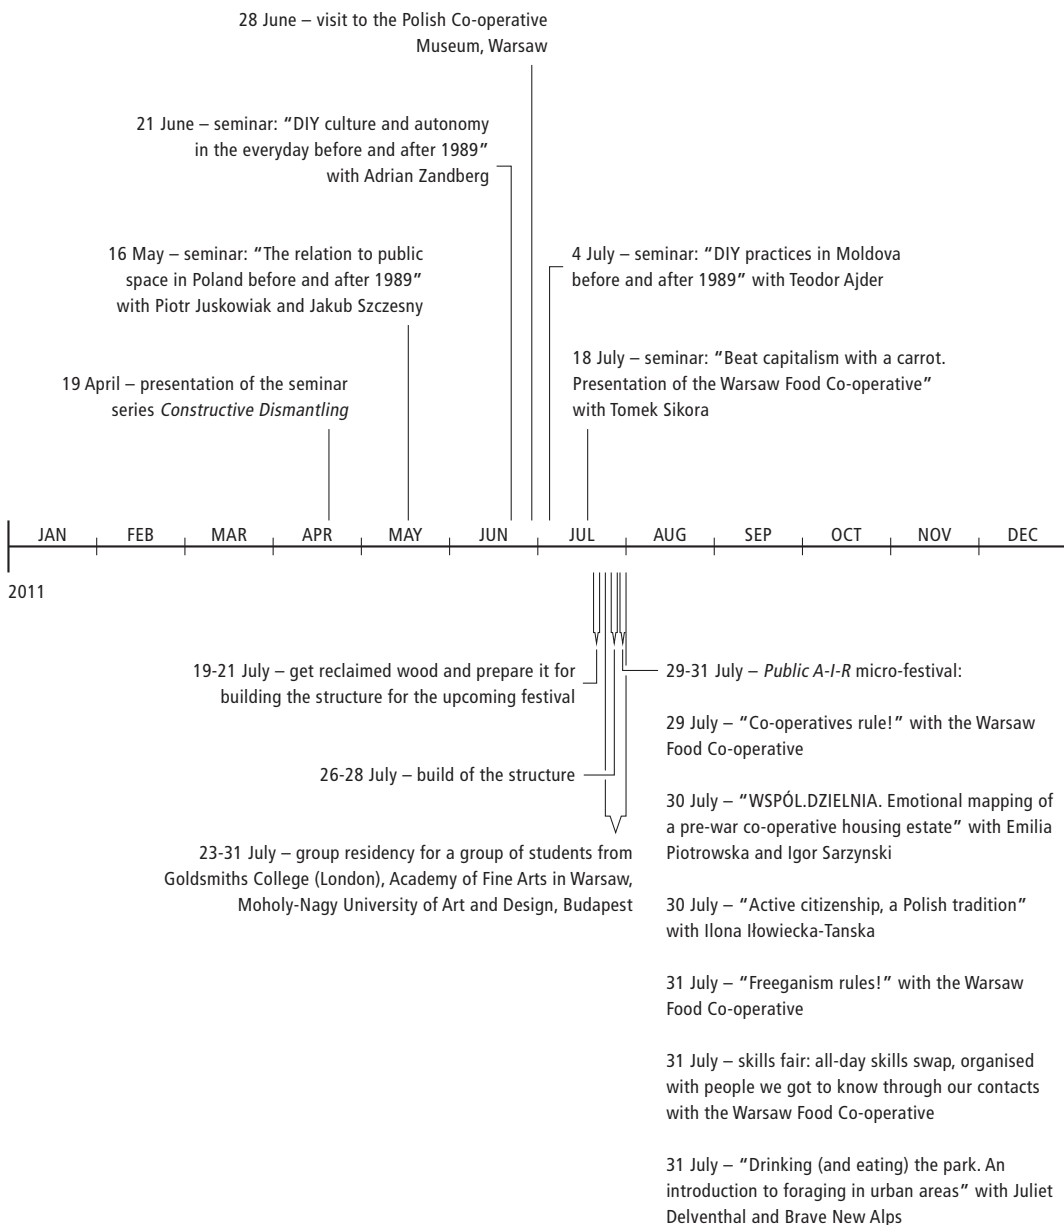 28 June – visit to the Polish Co-operative
Museum, Warsaw
21 June – seminar: “DIY culture and autonomy
in the everyday before and after 1989”
with Adrian Zandberg
16 May – seminar: “The relation to public
space in Poland before and after 1989”
with Piotr Juskowiak and Jakub Szczesny
4 July – seminar: “DIY practices in Moldova
before and after 1989” with Teodor Ajder
19 April – presentation of the seminar
series Constructive Dismantling
18 July – seminar: “Beat capitalism with a carrot.
Presentation of the Warsaw Food Co-operative”
with Tomek Sikora
JAN FEB MAR APR MAY JUN JUL AUG SEP OCT NOV DEC
2011
19-21 July – get reclaimed wood and prepare it for
building the structure for the upcoming festival
26-28 July – build of the structure
23-31 July – group residency for a group of students from
Goldsmiths College (London), Academy of Fine Arts in Warsaw,
Moholy-Nagy University of Art and Design, Budapest
29-31 July – Public A-I-R micro-festival:
29 July – “Co-operatives rule!” with the Warsaw
Food Co-operative
30 July – “WSPÓL.DZIELNIA. Emotional mapping of
a pre-war co-operative housing estate” with Emilia
Piotrowska and Igor Sarzynski
30 July – “Active citizenship, a Polish tradition”
with Ilona Iłowiecka-Tanska
31 July – “Freeganism rules!” with the Warsaw
Food Co-operative
31 July – skills fair: all-day skills swap, organised
with people we got to know through our contacts
with the Warsaw Food Co-operative
31 July – “Drinking (and eating) the park. An
introduction to foraging in urban areas” with Juliet
Delventhal and Brave New Alps